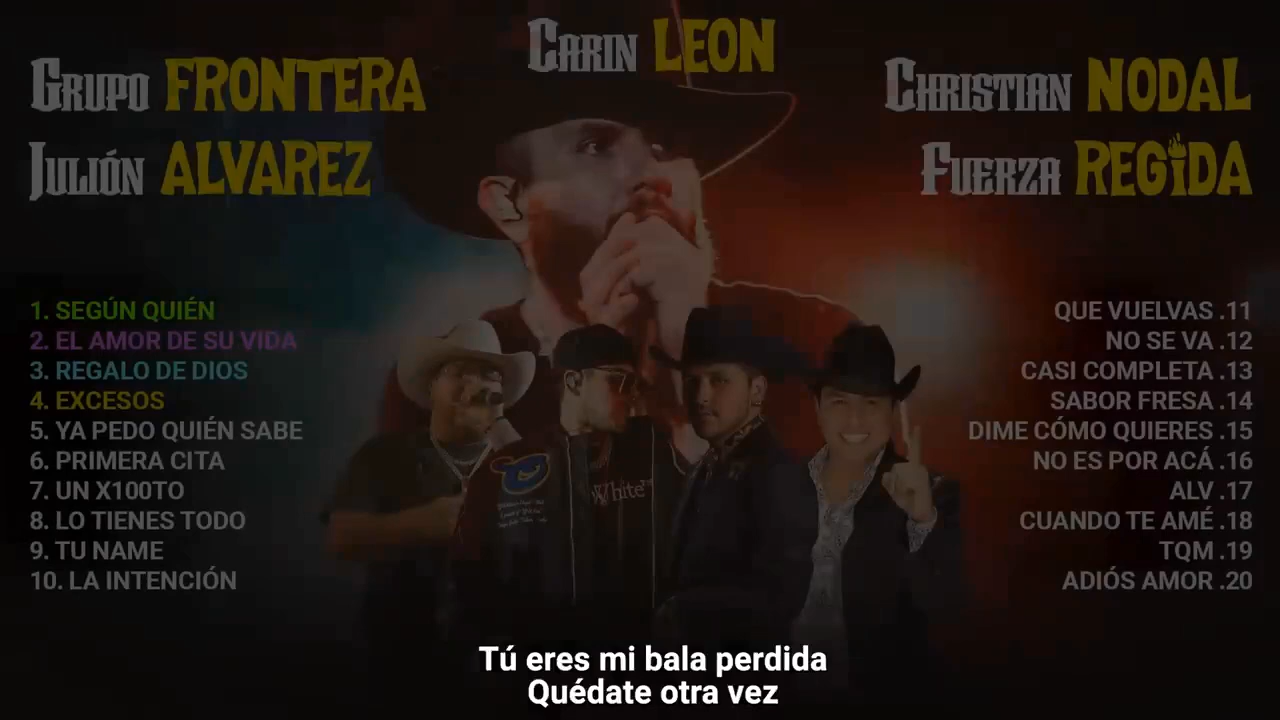 CARIN LEON
GRUPO FRONTERA
JULIÓN ALVAREZ
CHRISTIAN NODAL
FUERZA REGIDA
1. SEGÚN QUIÉN
2. EL AMOR DE SU VIDA
3. REGALO DE DIOS
4. EXCESOS
5. YA PEDO QUIÉN SABE
6. PRIMERA CITA
7. UN X100TO
8. LO TIENES TODO
9. TU NAME
10. LA INTENCIÓN
QUE VUELVAS .11
NO SE VA .12
CASI COMPLETA .13
SABOR FRESA .14
DIME CÓMO QUIERES .15
NO ES POR ACÁ .16
ALV .17
CUANDO TE AMÉ .18
TQM .19
ADIÓS AMOR .20
White
Tú eres mi bala perdida
Quédate otra vez